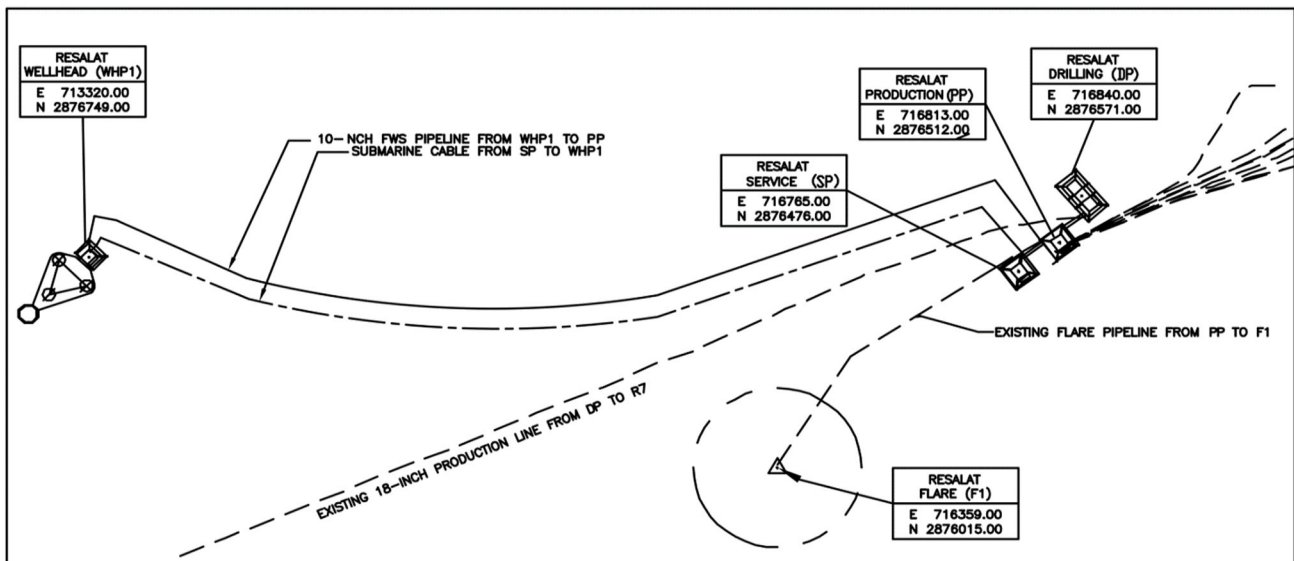 RESALAT
WELLHEAD (WHP1)
E 713320.00
N 2876749.00
10-NCH FWS PIPELINE FROM WHP1 TO PP
SUBMARINE CABLE FROM SP TO WHP1
RESALAT
PRODUCTION (PP)
E 716813.00
N 2876512.00
RESALAT
DRILLING (DP)
E 716840.00
N 2876571.00
RESALAT
SERVICE (SP)
E 716765.00
N 2876476.00
EXISTING FLARE PIPELINE FROM PP TO F1
EXISTING 18-INCH PRODUCTION LINE FROM DP TO R7
RESALAT
FLARE (F1)
E 716359.00
N 2876015.00